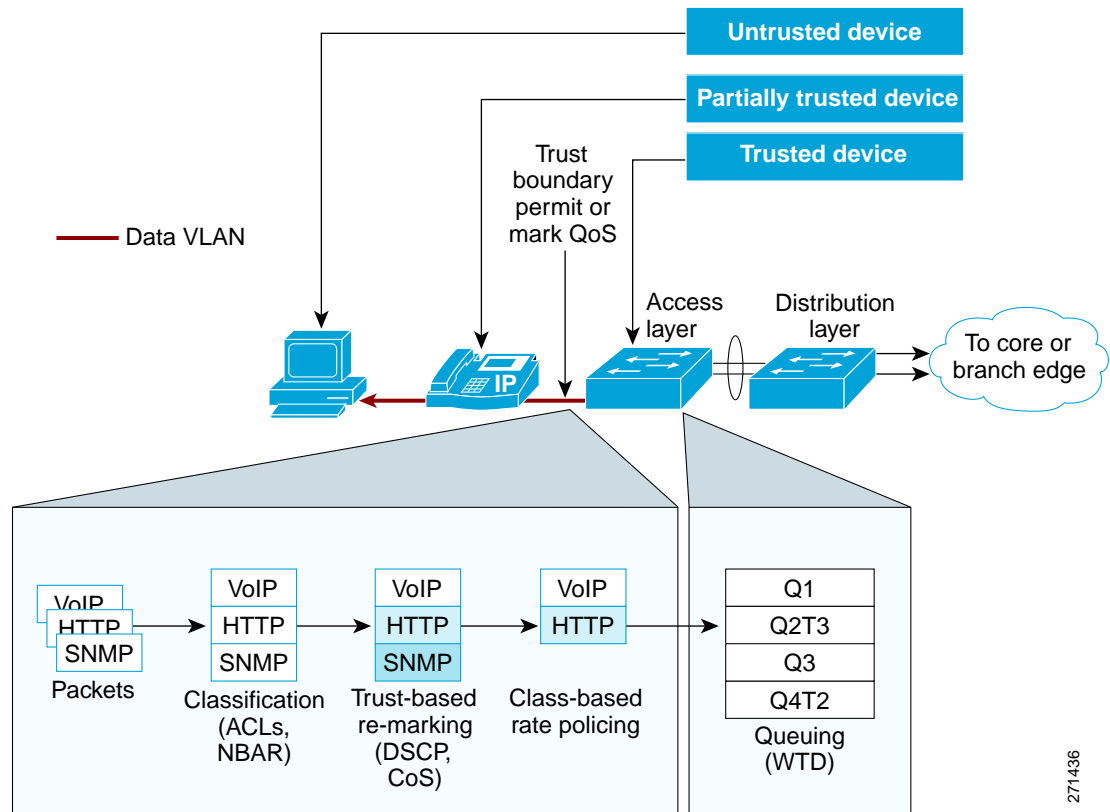 Untrusted device
Partially trusted device
Trusted device
Trust
boundary
permit or
mark QoS
Data VLAN
Access
layer
Distribution
layer
To core or
branch edge
IP
VoIP
HTTP
SNMP
Packets
VoIP
HTTP
SNMP
Classification
(ACLs,
NBAR)
VoIP
HTTP
SNMP
Trust-based
re-marking
(DSCP,
CoS)
VoIP
HTTP
Class-based
rate policing
Q1
Q2T3
Q3
Q4T2
Queuing
(WTD)
271436